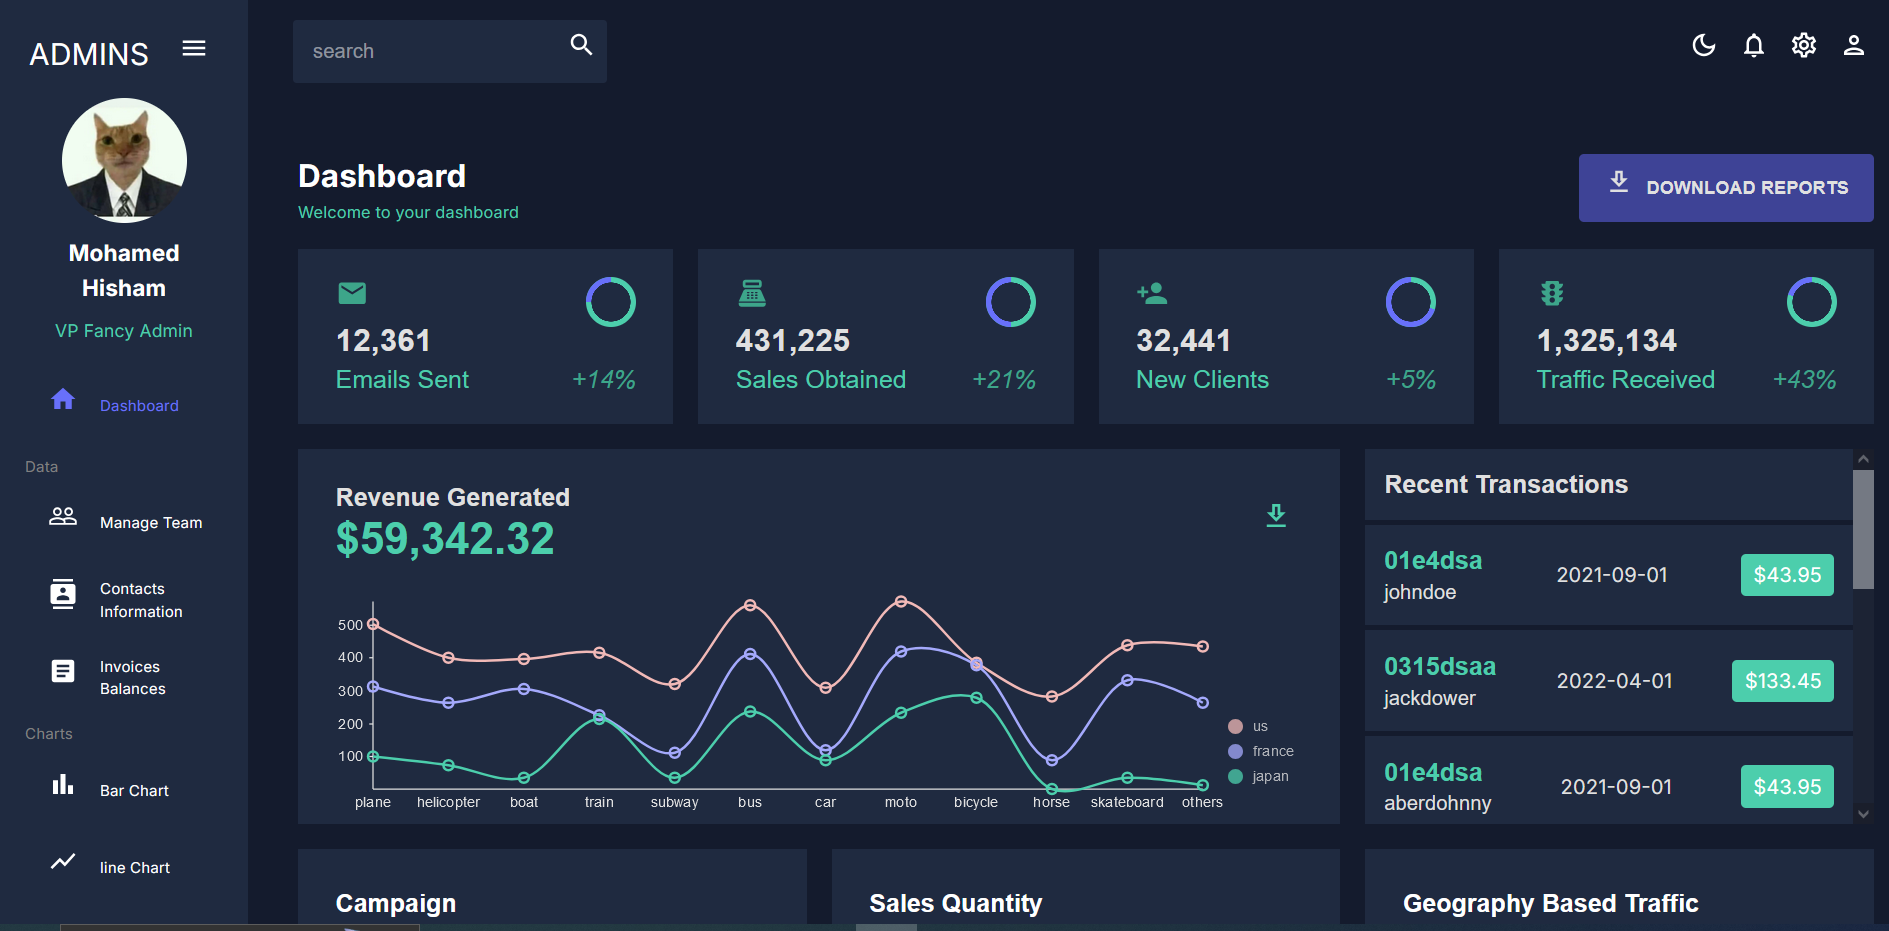 ADMINS
search
Mohamed
Hisham
VP Fancy Admin
Dashboard
Data
Manage Team
Contacts
Information
Invoices
Balances
Charts
Bar Chart
line Chart
Dashboard
Welcome to your dashboard
DOWNLOAD REPORTS
12,361
Emails Sent
+14%
431,225
Sales Obtained
+21%
32,441
New Clients
+5%
1,325,134
Traffic Received
+43%
Revenue Generated
$59,342.32
500
400
300
200
100
plane helicopter boat train subway bus car moto bicycle horse skateboard others
us
france
japan
Recent Transactions
01e4dsa
johndoe
2021-09-01
$43.95
0315dsaa
jackdower
2022-04-01
$133.45
01e4dsa
aberdohnny
2021-09-01
$43.95
Campaign
Sales Quantity
Geography Based Traffic